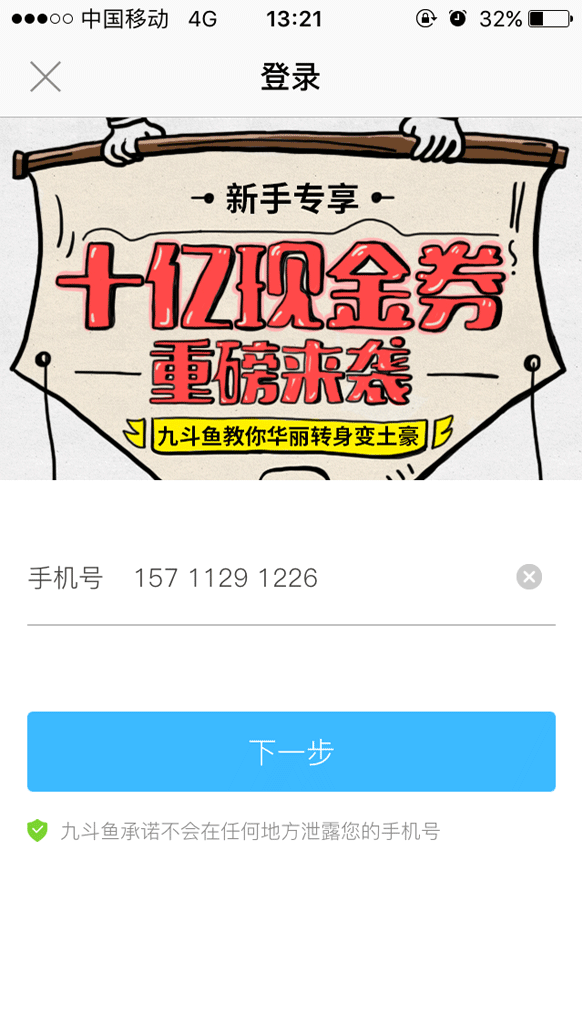 中国移动 4G 13:21 32%
登录
新手专享
十亿现金券
重磅来袭
九斗鱼教你华丽转身变土豪
手机号 157 1129 1226
下一步
九斗鱼承诺不会在任何地方泄露您的手机号